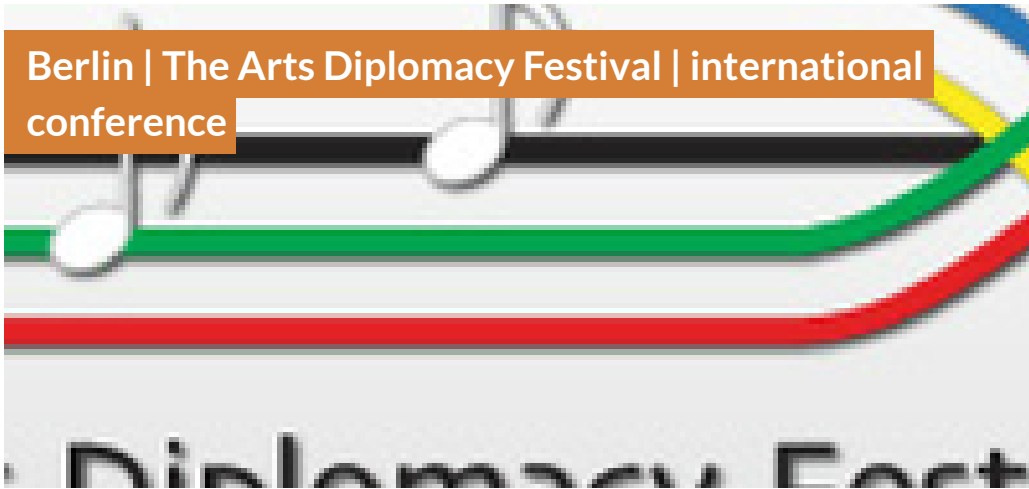 Berlin | The Arts Diplomacy Festival | international
conference
Diplomacy Fest